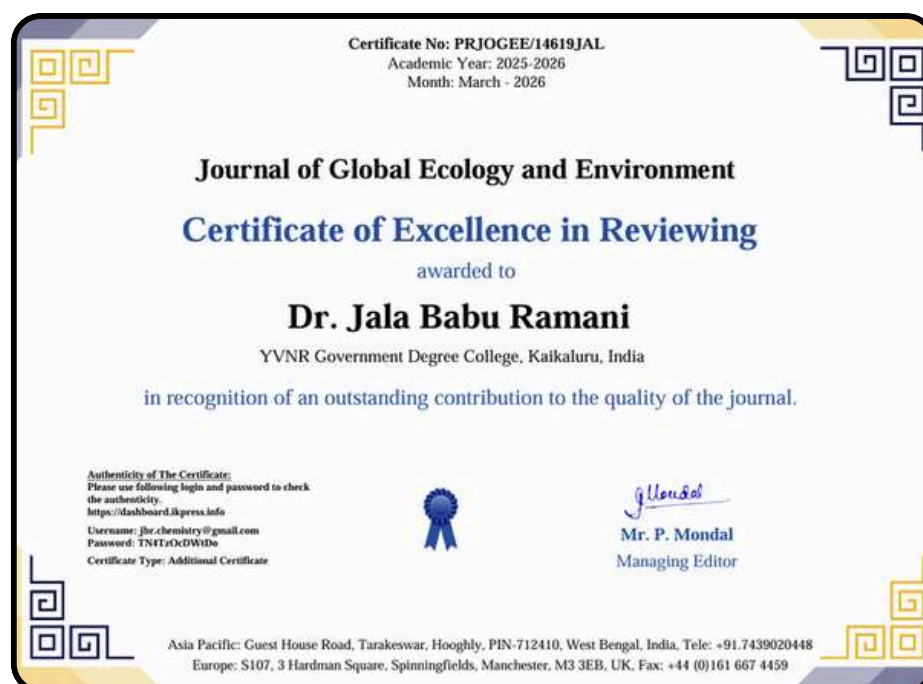 Certificate No: PRJOGEE/14619JAL
Academic Year: 2025-2026
Month: March - 2026
Journal of Global Ecology and Environment
Certificate of Excellence in Reviewing
awarded to
Dr. Jala Babu Ramani
YVNR Government Degree College, Kaikaluru, India
in recognition of an outstanding contribution to the quality of the journal.
Authenticity of The Certificate:
Please use following login and password to check
the authenticity.
https://dashboard.ikpress.info
Username: jbr.chemistry@gmail.com
Password: TN4TzOcDWtDo
Certificate Type: Additional Certificate
Mr. P. Mondal
Managing Editor
Asia Pacific: Guest House Road, Tarakeswar, Hooghly, PIN-712410, West Bengal, India, Tele: +91.7439020448
Europe: S107, 3 Hardman Square, Spinningfields, Manchester, M3 3EB, UK, Fax: +44 (0)161 667 4459